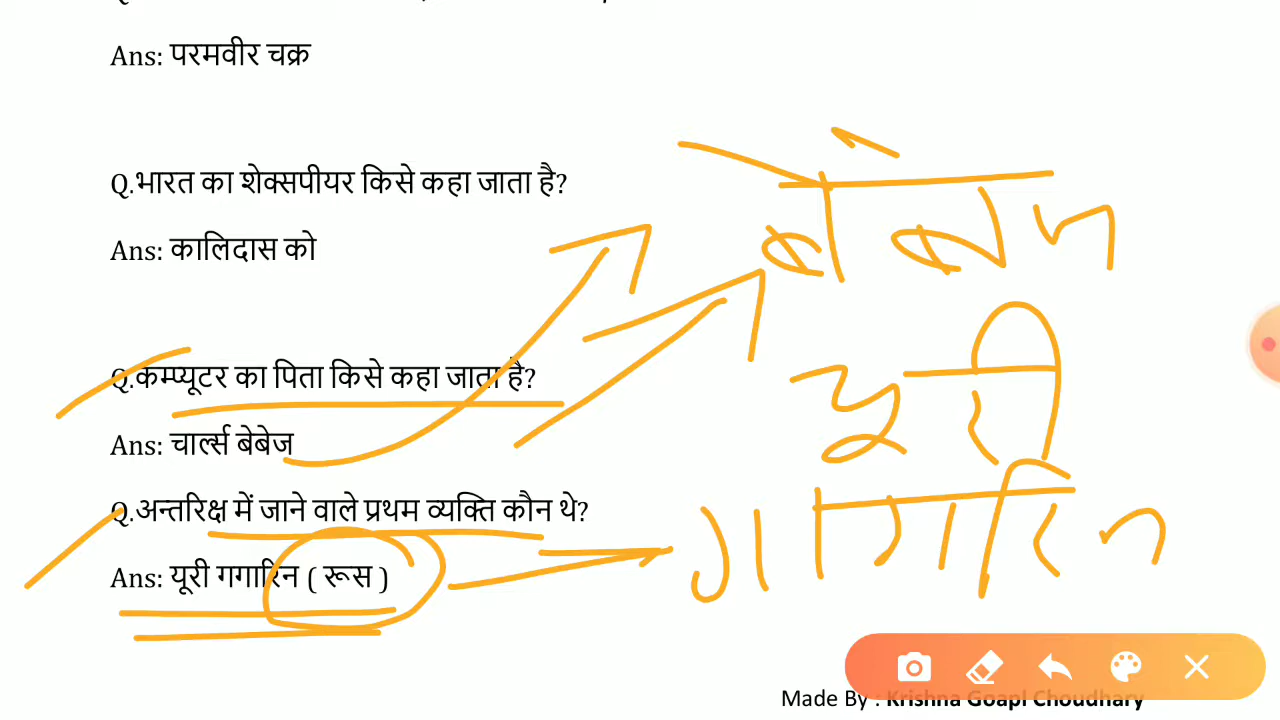 Ans: परमवीर चक्र
Q.भारत का शेक्सपीयर किसे कहा जाता है?
Ans: कालिदास को
Q.कम्प्यूटर का पिता किसे कहा जाता है?
Ans: चार्ल्स बेबेज
Q.अन्तरिक्ष में जाने वाले प्रथम व्यक्ति कौन थे?
Ans: यूरी गगारिन ( रूस )
यूरी
गागारिन
Made By : Krishna Goapl Choudhary